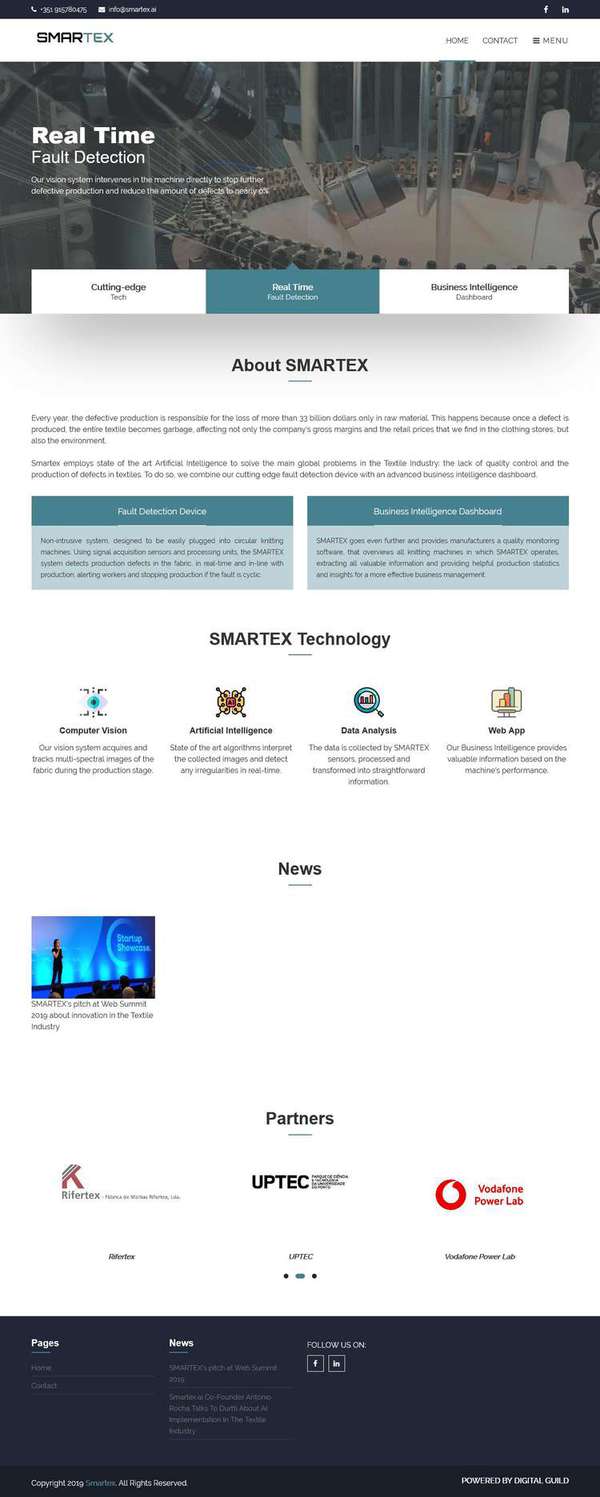 +351 915780475 info@smartex.ai
SMARTEX
HOME CONTACT MENU
Real Time
Fault Detection
Our vision system intervenes in the machine directly to stop further
defective production and reduce the amount of defects to nearly 0%
Cutting-edge
Tech
Real Time
Fault Detection
Business Intelligence
Dashboard
About SMARTEX
Every year, the defective production is responsible for the loss of more than 33 billion dollars only in raw material. This happens because once a defect is
produced, the entire textile becomes garbage, affecting not only the company's gross margins and the retail prices that we find in the clothing stores, but
also the environment.
Smartex employs state of the art Artificial Intelligence to solve the main global problems in the Textile Industry: the lack of quality control and the
production of defects in textiles. To do so, we combine our cutting edge fault detection device with an advanced business intelligence dashboard.
Fault Detection Device
Non-intrusive system, designed to be easily plugged into circular knitting
machines. Using signal acquisition sensors and processing units, the SMARTEX
system detects production defects in the fabric, in real-time and in-line with
production, alerting workers and stopping production if the fault is cyclic.
Business Intelligence Dashboard
SMARTEX goes even further and provides manufacturers a quality monitoring
software, that overviews all knitting machines in which SMARTEX operates,
extracting all valuable information and providing helpful production statistics
and insights for a more effective business management.
SMARTEX Technology
Computer Vision
Our vision system acquires and
tracks multi-spectral images of the
fabric during the production stage.
Artificial Intelligence
State of the art algorithms interpret
the collected images and detect
any irregularities in real-time.
Data Analysis
The data is collected by SMARTEX
sensors, processed and
transformed into straightforward
information.
Web App
Our Business Intelligence provides
valuable information based on the
machine's performance.
News
Startup
Showcase.
SMARTEX's pitch at Web Summit
2019 about innovation in the Textile
Industry
Partners
Rifertex - Fábrica de Malhas Rifertex, Lda.
UPTEC PARQUE DE CIÊNCIA
E TECNOLOGIA
DA UNIVERSIDADE
DO PORTO
Vodafone
Power Lab
Rifertex
UPTEC
Vodafone Power Lab
Pages
Home
Contact
News
SMARTEX's pitch at Web Summit
2019
Smartex.ai Co-Founder Antonio
Rocha Talks To Durtti About AI
Implementation In The Textile
Industry
FOLLOW US ON:
Copyright 2019 Smartex. All Rights Reserved.
POWERED BY DIGITAL GUILD